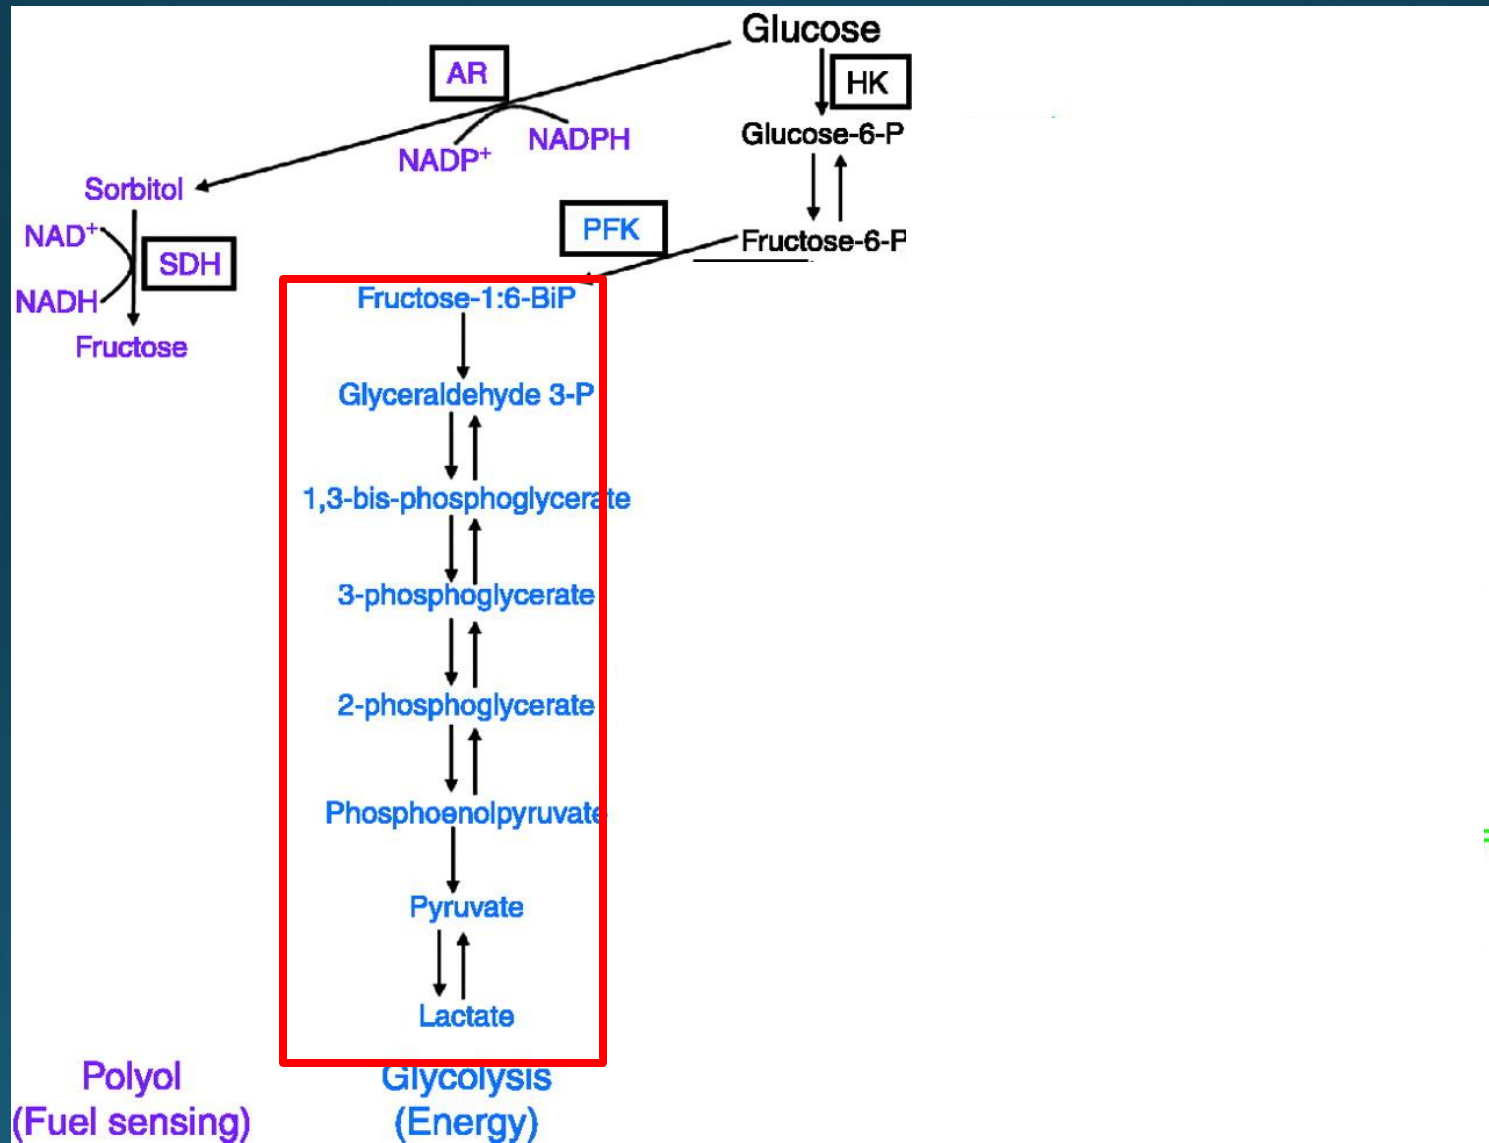 Glucose
AR
HK
NADPH
NADP⁺
Glucose-6-P
Sorbitol
NAD⁺
SDH
NADH
Fructose
PFK
Fructose-6-P
Fructose-1:6-BiP
Glyceraldehyde 3-P
1,3-bis-phosphoglycerate
3-phosphoglycerate
2-phosphoglycerate
Phosphoenolpyruvate
Pyruvate
Lactate
Polyol
(Fuel sensing)
Glycolysis
(Energy)